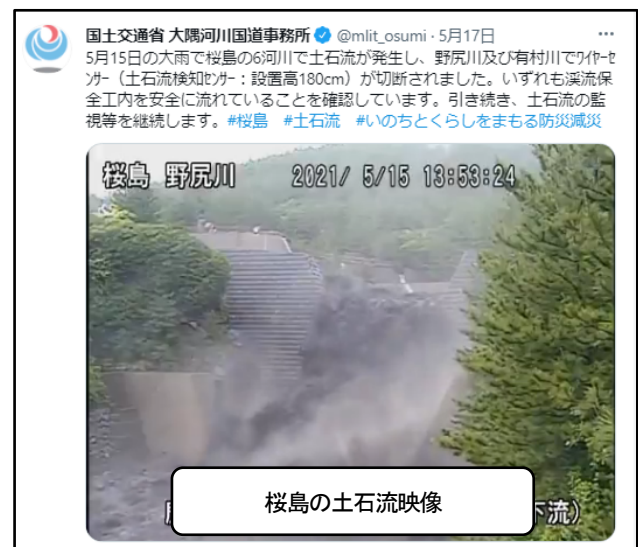 国土交通省 大隅河川国道事務所 @mlit_osumi・5月17日 …
5月15日の大雨で桜島の6河川で土石流が発生し、野尻川及び有村川でﾜｲﾔｰｾ
ﾝｻｰ（土石流検知ｾﾝｻｰ：設置高180cm）が切断されました。いずれも渓流保
全工内を安全に流れていることを確認しています。引き続き、土石流の監
視等を継続します。#桜島 #土石流 #いのちとくらしをまもる防災減災
桜島 野尻川 2021/ 5/15 13:53:24
桜島の土石流映像
下流）